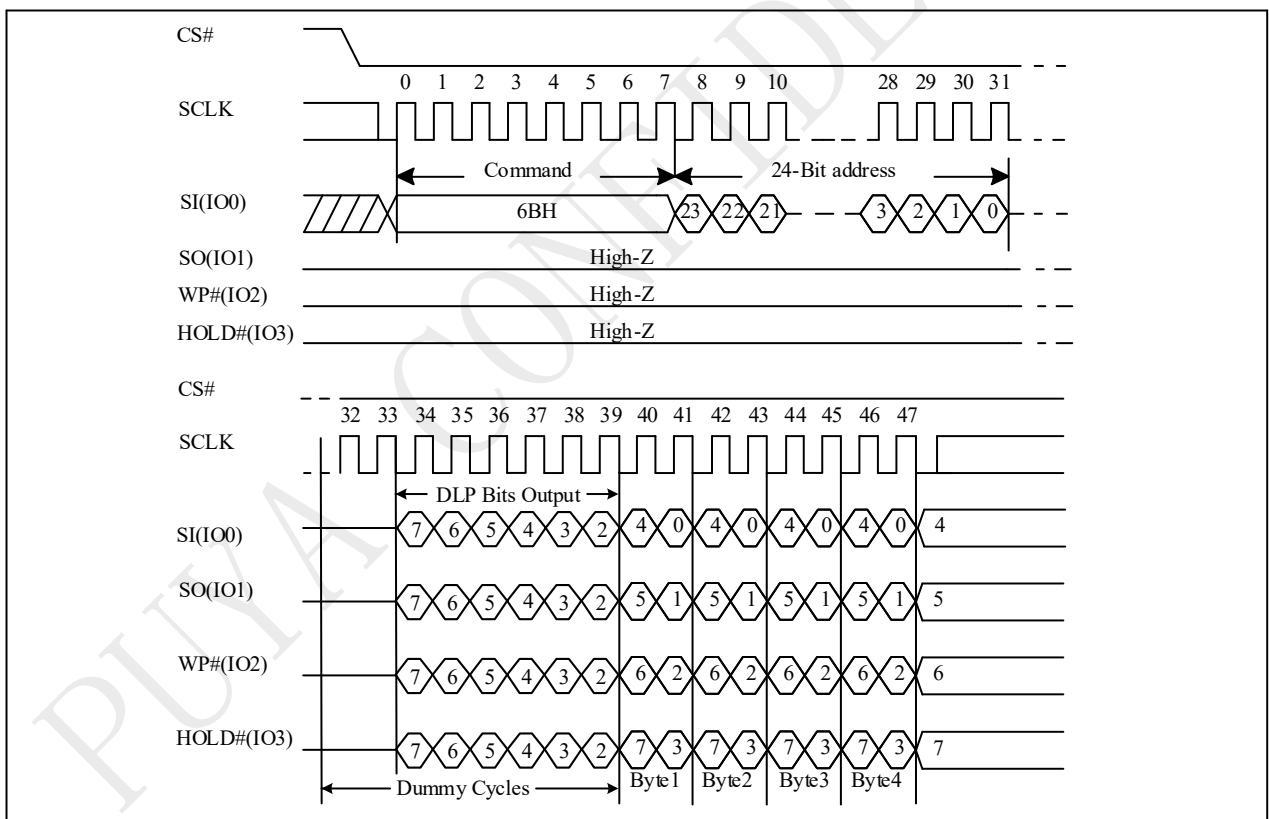 CS#
0 1 2 3 4 5 6 7 8 9 10 28 29 30 31
SCLK
Command 24-Bit address
SI(IO0) 6BH 23 22 21 3 2 1 0
SO(IO1) High-Z
WP#(IO2) High-Z
HOLD#(IO3) High-Z
CS#
32 33 34 35 36 37 38 39 40 41 42 43 44 45 46 47
SCLK
DLP Bits Output
SI(IO0) 7 6 5 4 3 2 4 0 4 0 4 0 4 0 4
SO(IO1) 7 6 5 4 3 2 5 1 5 1 5 1 5 1 5
WP#(IO2) 7 6 5 4 3 2 6 2 6 2 6 2 6 2 6
HOLD#(IO3) 7 6 5 4 3 2 7 3 7 3 7 3 7 3 7
Dummy Cycles Byte1 Byte2 Byte3 Byte4
PUYA